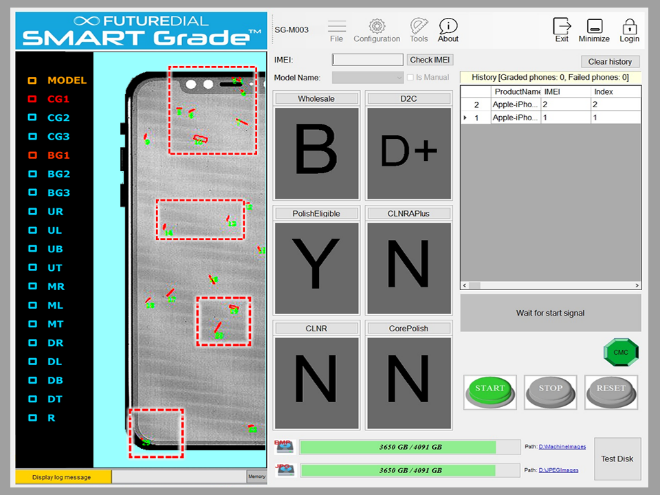 FUTUREDIAL
SMART Grade™
SG-M003
File
Configuration
Tools
About
Exit
Minimize
Login
IMEI:
Check IMEI
Clear history
Model Name:
Is Manual
History [Graded phones: 0, Failed phones: 0]
ProductName IMEI Index
2 Apple-iPho... 2 2
1 Apple-iPho... 1 1
MODEL
CG1
CG2
CG3
BG1
BG2
BG3
UR
UL
UB
UT
MR
ML
MT
DR
DL
DB
DT
R
Wholesale
B
D2C
D+
PolishEligible
Y
CLNRAPlus
N
CLNR
N
CorePolish
N
Wait for start signal
CMC
START
STOP
RESET
BMP
3650 GB / 4091 GB
Path: D:\MachineImages
JPG
3650 GB / 4091 GB
Path: D:\JPEGImages
Test Disk
Display log message
Memory